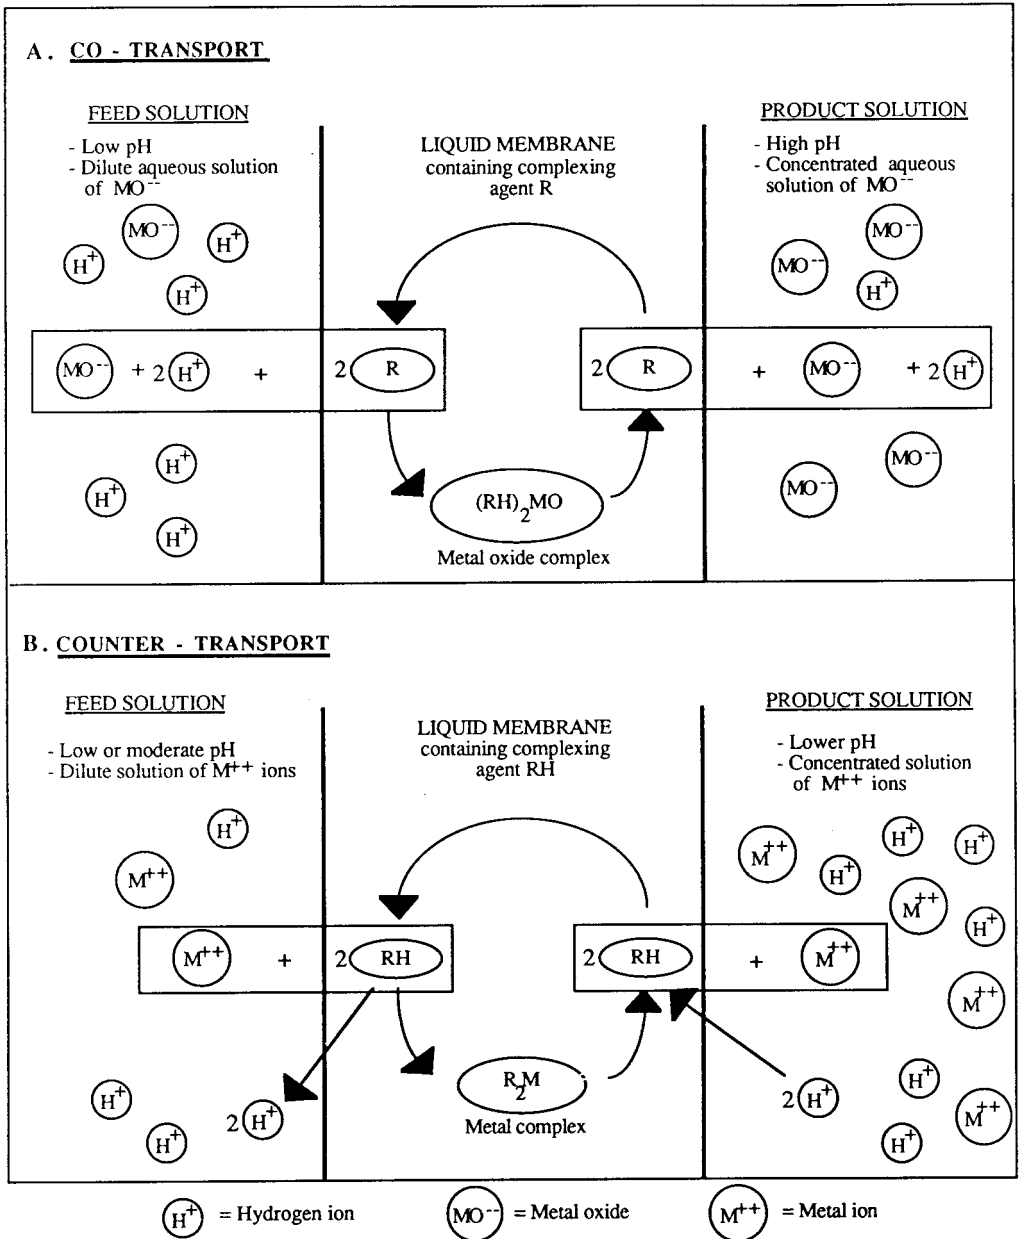 A. CO - TRANSPORT
FEED SOLUTION
- Low pH
- Dilute aqueous solution
of MO--
LIQUID MEMBRANE
containing complexing
agent R
PRODUCT SOLUTION
- High pH
- Concentrated aqueous
solution of MO--
MO--
H+
H+
H+
MO--
MO--
H+
MO-- + 2 H+ + 2 R
2 R + MO-- + 2 H+
H+
H+
H+
(RH)2MO
Metal oxide complex
MO--
MO--
B. COUNTER - TRANSPORT
FEED SOLUTION
- Low or moderate pH
- Dilute solution of M++ ions
LIQUID MEMBRANE
containing complexing
agent RH
PRODUCT SOLUTION
- Lower pH
- Concentrated solution
of M++ ions
H+
M++
M++
H+
H+
H+
M++
H+
M++ + 2 RH
2 RH + M++
M++
H+
H+
2 H+
R2M
Metal complex
2 H+
H+
M++
H+
H+ = Hydrogen ion
MO-- = Metal oxide
M++ = Metal ion